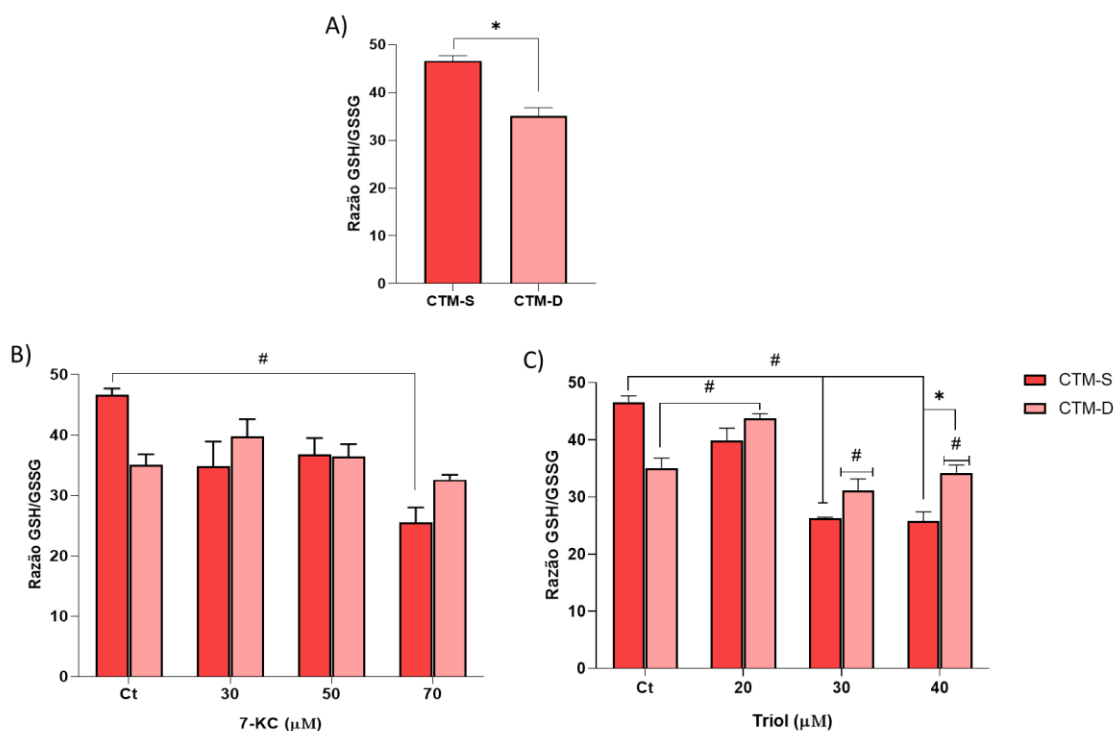 A)
*
Razão GSH/GSSG
50
40
30
20
10
0
CTM-S CTM-D
B)
#
Razão GSH/GSSG
50
40
30
20
10
0
Ct 30 50 70
7-KC (µM)
C)
#
#
*
#
#
Razão GSH/GSSG
50
40
30
20
10
0
Ct 20 30 40
Triol (µM)
CTM-S
CTM-D